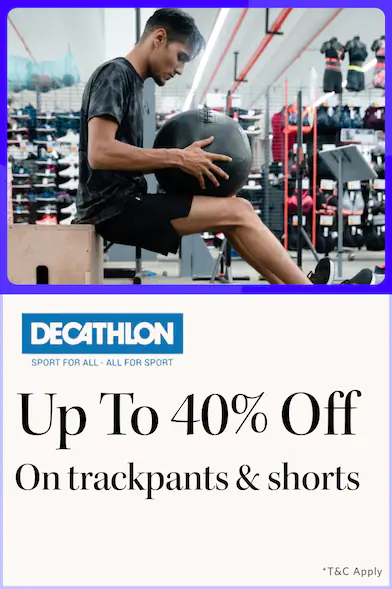 DECATHLON
SPORT FOR ALL - ALL FOR SPORT
Up To 40% Off
On trackpants & shorts
*T&C Apply